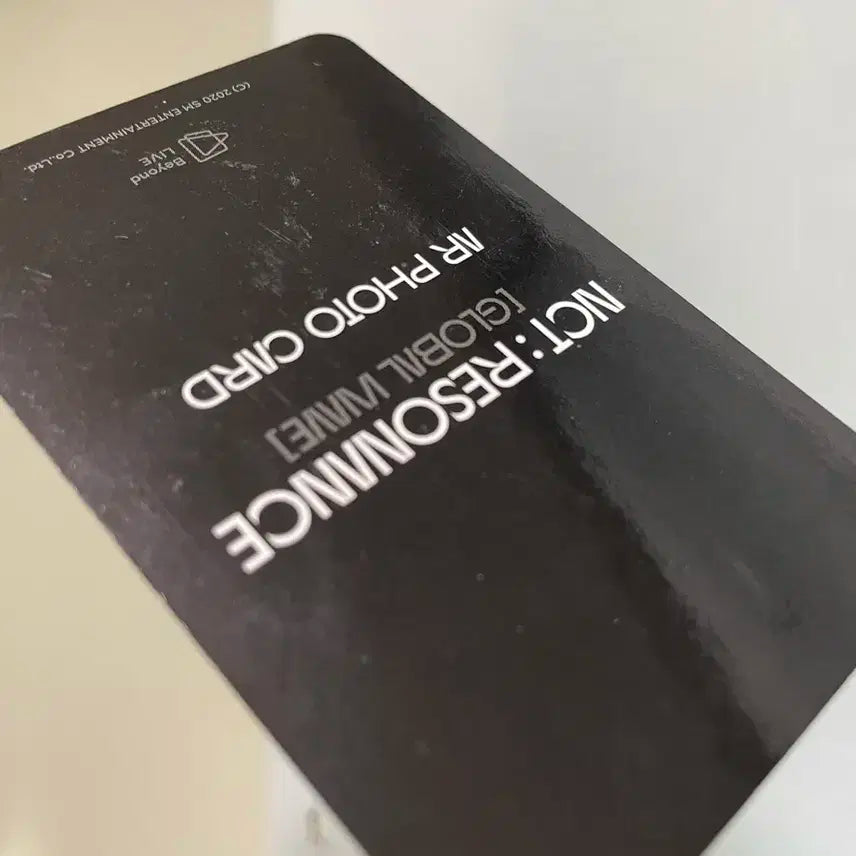 NCT : RESONANCE
[GLOBAL WAVE]
AR PHOTO CARD
Beyond
LIVE
(C) 2020 SM ENTERTAINMENT Co.,Ltd.